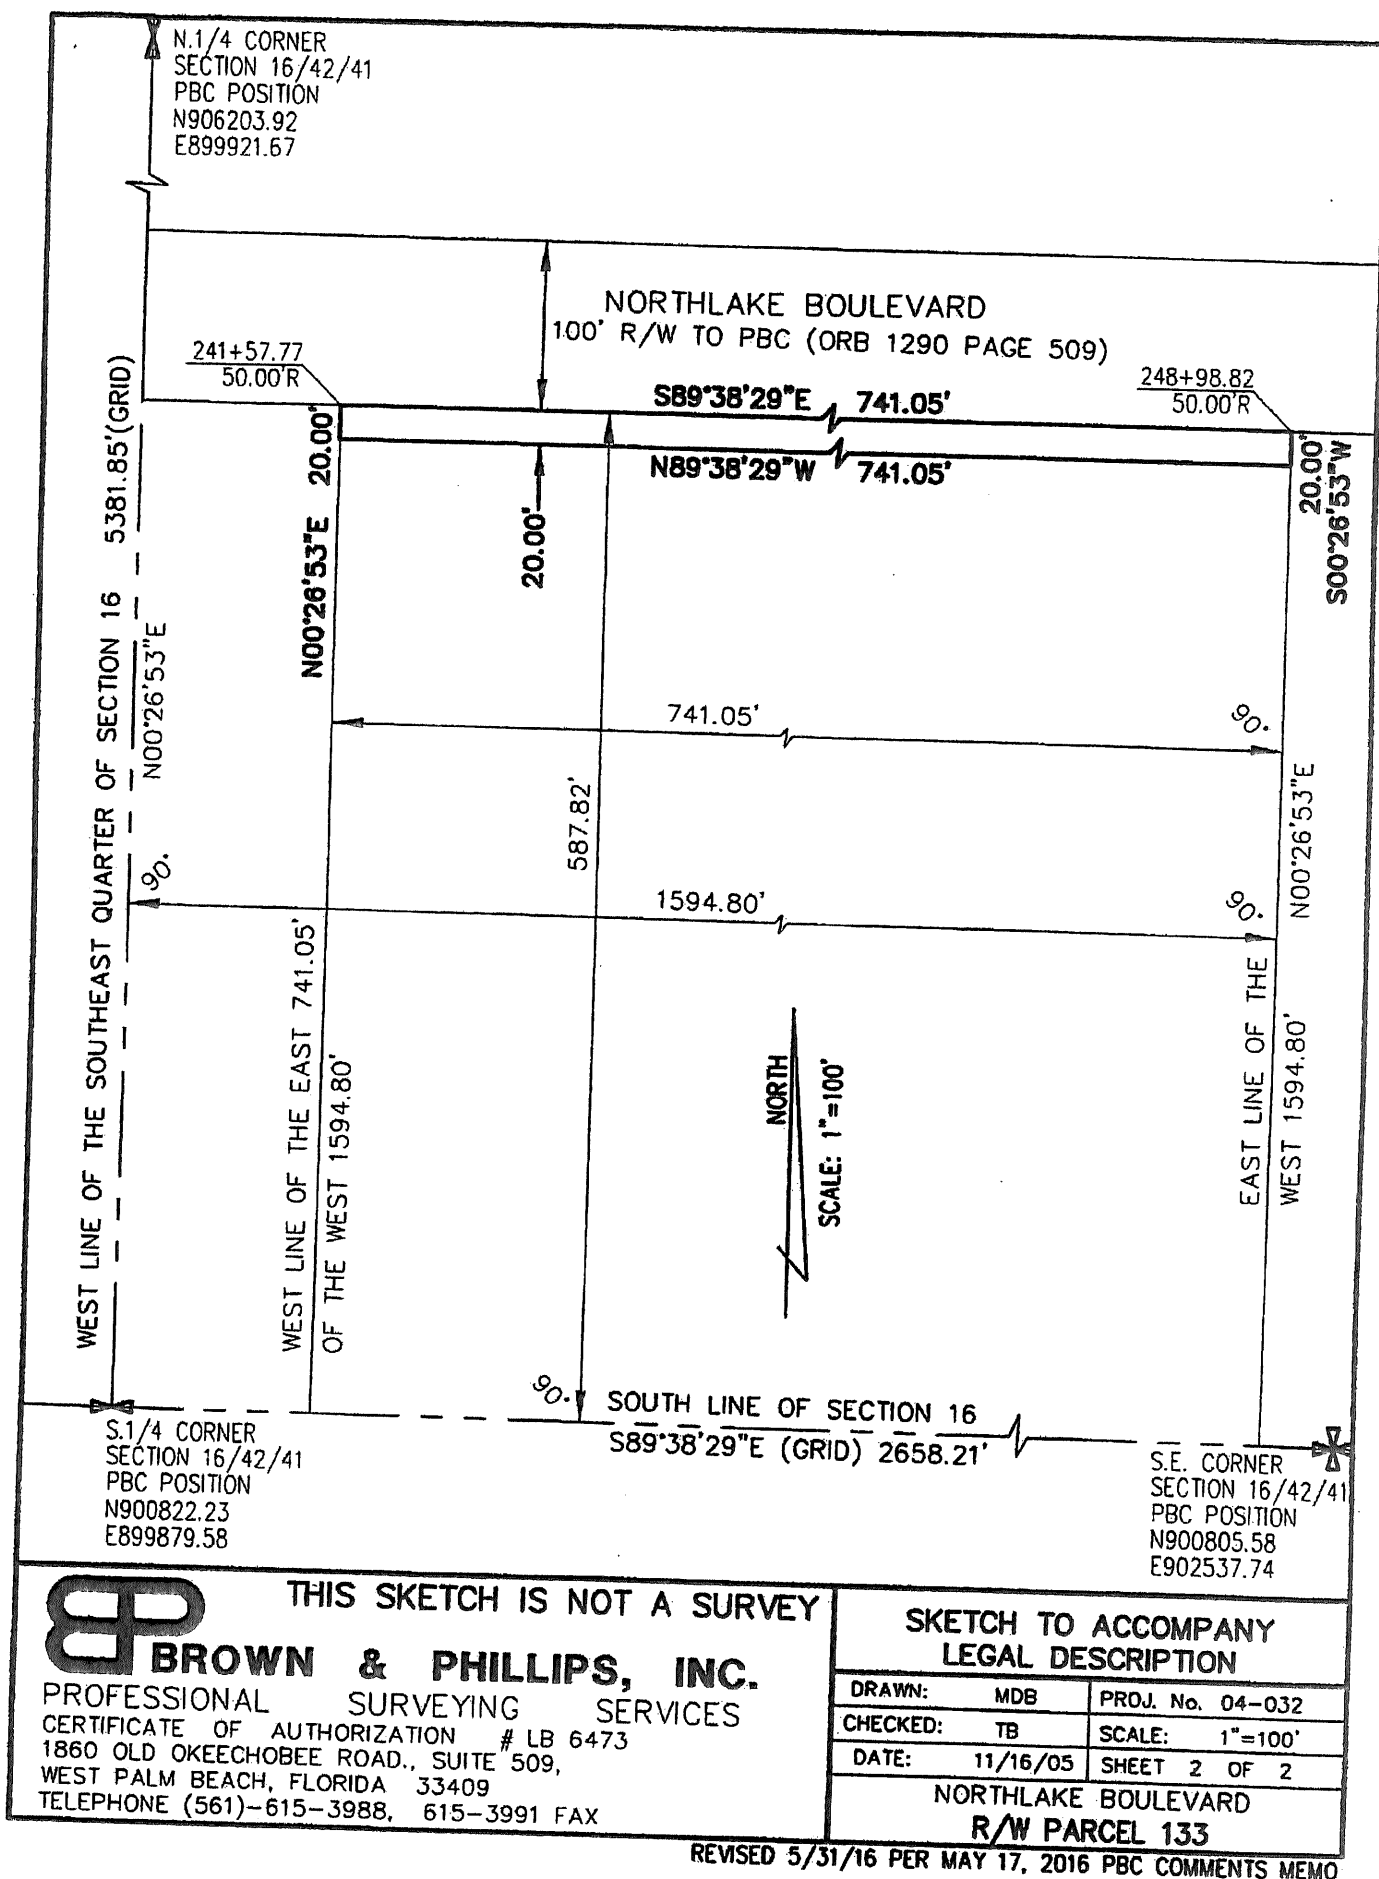 N.1/4 CORNER
SECTION 16/42/41
PBC POSITION
N906203.92
E899921.67
NORTHLAKE BOULEVARD
100' R/W TO PBC (ORB 1290 PAGE 509)
241+57.77
50.00'R
248+98.82
50.00'R
S89°38'29"E 741.05'
N89°38'29"W 741.05'
20.00'
N00°26'53"E 20.00'
20.00'
S00°26'53"W
WEST LINE OF THE SOUTHEAST QUARTER OF SECTION 16 5381.85'(GRID)
N00°26'53"E
741.05'
90°
587.82'
N00°26'53"E
90°
1594.80'
90°
WEST LINE OF THE EAST 741.05'
OF THE WEST 1594.80'
NORTH
SCALE: 1"=100'
EAST LINE OF THE
WEST 1594.80'
90°
SOUTH LINE OF SECTION 16
S89°38'29"E (GRID) 2658.21'
S.1/4 CORNER
SECTION 16/42/41
PBC POSITION
N900822.23
E899879.58
S.E. CORNER
SECTION 16/42/41
PBC POSITION
N900805.58
E902537.74
THIS SKETCH IS NOT A SURVEY
BP
BROWN & PHILLIPS, INC.
PROFESSIONAL SURVEYING SERVICES
CERTIFICATE OF AUTHORIZATION # LB 6473
1860 OLD OKEECHOBEE ROAD., SUITE 509,
WEST PALM BEACH, FLORIDA 33409
TELEPHONE (561)-615-3988, 615-3991 FAX
SKETCH TO ACCOMPANY
LEGAL DESCRIPTION
DRAWN: MDB PROJ. No. 04-032
CHECKED: TB SCALE: 1"=100'
DATE: 11/16/05 SHEET 2 OF 2
NORTHLAKE BOULEVARD
R/W PARCEL 133
REVISED 5/31/16 PER MAY 17, 2016 PBC COMMENTS MEMO